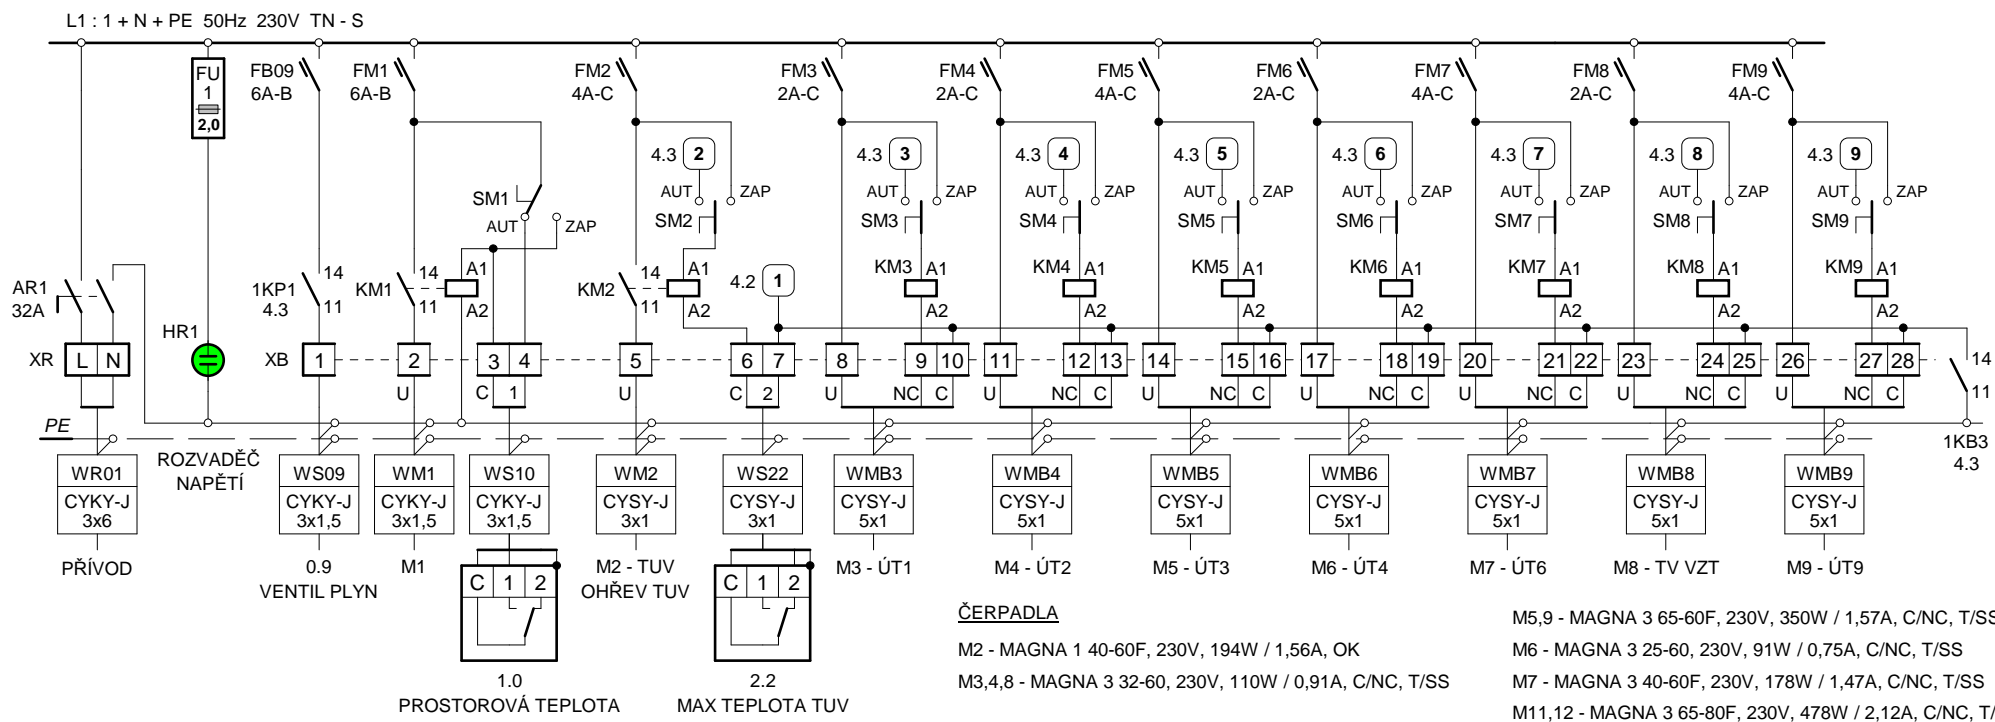 L1 : 1 + N + PE  50Hz  230V  TN - S
FU
1
2,0
FB09
6A-B
FM1
6A-B
FM2
4A-C
FM3
2A-C
FM4
2A-C
FM5
4A-C
FM6
2A-C
FM7
4A-C
FM8
2A-C
FM9
4A-C
4.3 2
4.3 3
4.3 4
4.3 5
4.3 6
4.3 7
4.3 8
4.3 9
SM1
AUT ZAP
AUT ZAP
SM2
AUT ZAP
SM3
AUT ZAP
SM4
AUT ZAP
SM5
AUT ZAP
SM6
AUT ZAP
SM7
AUT ZAP
SM8
AUT ZAP
SM9
AR1
32A
HR1
1KP1
4.3
14
11
KM1
14
11
A1
A2
KM2
14
11
A1
A2
4.2 1
KM3 A1
A2
KM4 A1
A2
KM5 A1
A2
KM6 A1
A2
KM7 A1
A2
KM8 A1
A2
KM9 A1
A2
XR L N
XB 1 2 3 4 5 6 7 8 9 10 11 12 13 14 15 16 17 18 19 20 21 22 23 24 25 26 27 28
14
11
1KB3
4.3
U C 1 U C 2 U NC C U NC C U NC C U NC C U NC C U NC C U NC C
PE
ROZVADĚČ
NAPĚTÍ
WR01
CYKY-J
3x6
PŘÍVOD
WS09
CYKY-J
3x1,5
0.9
VENTIL PLYN
WM1
CYKY-J
3x1,5
M1
WS10
CYKY-J
3x1,5
C 1 2
1.0
PROSTOROVÁ TEPLOTA
WM2
CYSY-J
3x1
M2 - TUV
OHŘEV TUV
WS22
CYSY-J
3x1
C 1 2
2.2
MAX TEPLOTA TUV
WMB3
CYSY-J
5x1
M3 - ÚT1
WMB4
CYSY-J
5x1
M4 - ÚT2
WMB5
CYSY-J
5x1
M5 - ÚT3
WMB6
CYSY-J
5x1
M6 - ÚT4
WMB7
CYSY-J
5x1
M7 - ÚT6
WMB8
CYSY-J
5x1
M8 - TV VZT
WMB9
CYSY-J
5x1
M9 - ÚT9
ČERPADLA
M2 - MAGNA 1 40-60F, 230V, 194W / 1,56A, OK
M3,4,8 - MAGNA 3 32-60, 230V, 110W / 0,91A, C/NC, T/SS
M5,9 - MAGNA 3 65-60F, 230V, 350W / 1,57A, C/NC, T/SS
M6 - MAGNA 3 25-60, 230V, 91W / 0,75A, C/NC, T/SS
M7 - MAGNA 3 40-60F, 230V, 178W / 1,47A, C/NC, T/SS
M11,12 - MAGNA 3 65-80F, 230V, 478W / 2,12A, C/NC, T/